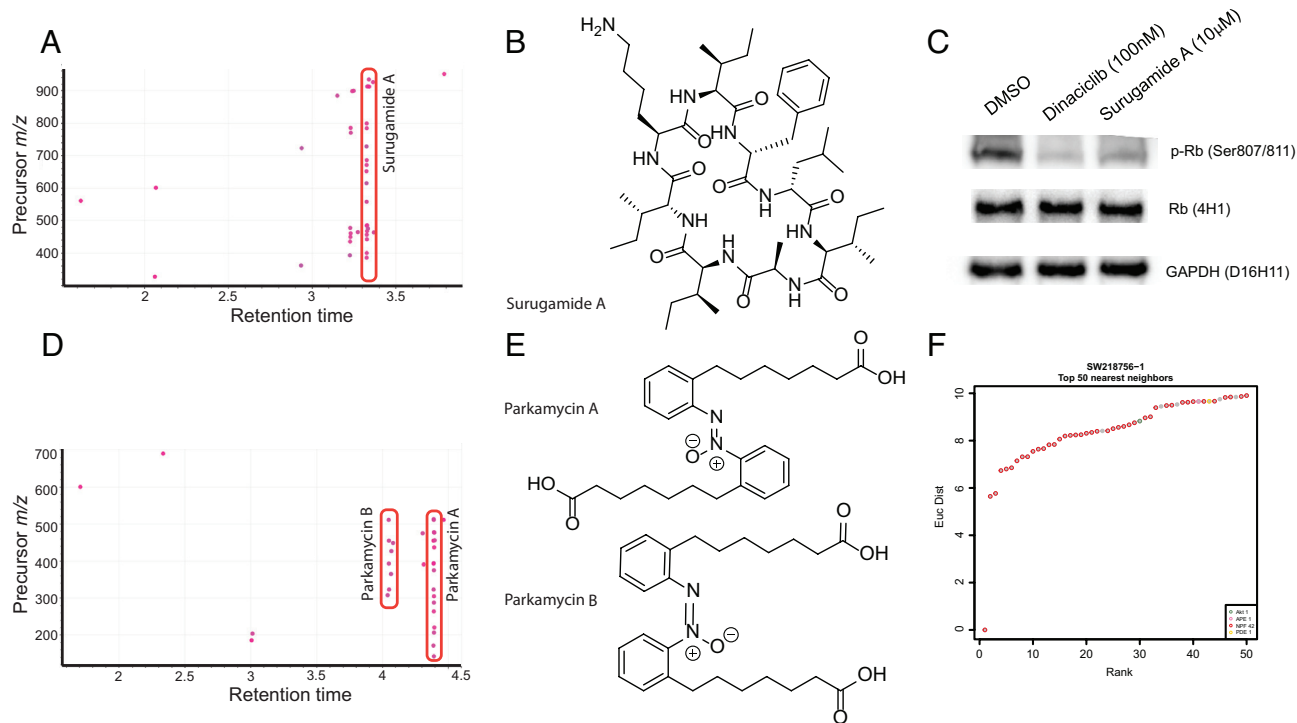 A
Precursor m/z
900
800
700
600
500
400
2
2.5
3
3.5
Retention time
Surugamide A
B
H₂N
HN
O
O
NH
O
HN
NH
O
O
HN
NH
O
O
NH
H
N
O
HN
O
Surugamide A
C
DMSO
Dinaciclib (100nM)
Surugamide A (10µM)
p-Rb (Ser807/811)
Rb (4H1)
GAPDH (D16H11)
D
Precursor m/z
700
600
500
400
300
200
2
2.5
3
3.5
4
4.5
Retention time
Parkamycin B
Parkamycin A
E
Parkamycin A
O
OH
N
N
O
⊖
⊕
HO
O
Parkamycin B
O
OH
N
N
O
⊖
⊕
OH
O
F
SW218756−1
Top 50 nearest neighbors
Euc Dist
10
8
6
4
2
0
0
10
20
30
40
50
Rank
Akt 1
APE 1
NPF 42
PDE 1